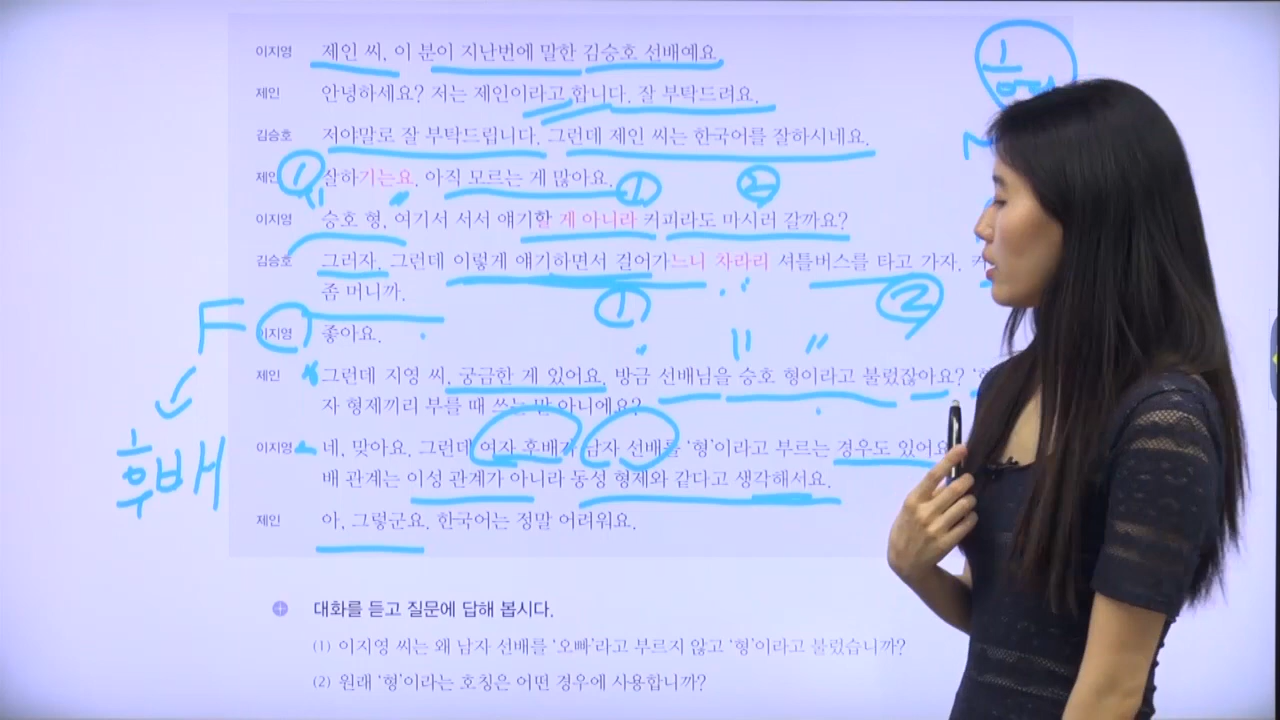 이지영 제인 씨, 이 분이 지난번에 말한 김승호 선배예요
제인 안녕하세요? 저는 제인이라고 합니다. 잘 부탁드려요.
김승호 저야말로 잘 부탁드립니다. 그런데 제인 씨는 한국어를 잘하시네요.
제인 ① 잘하기는요. 아직 모르는 게 많아요. ① ②
이지영 승호 형, 여기서 서서 얘기할 게 아니라 커피라도 마시러 갈까요?
김승호 그러자. 그런데 이렇게 얘기하면서 걸어가느니 차라리 셔틀버스를 타고 가자.
좀 머니까. ① ②
F 이지영 좋아요.
제인 그런데 지영 씨, 궁금한 게 있어요. 방금 선배님을 승호 형이라고 불렀잖아요?
자 형제끼리 부를 때 쓰는 말 아니에요?
후배
이지영 네, 맞아요. 그런데 여자 후배가 남자 선배를 '형'이라고 부르는 경우도 있어요
배 관계는 이성 관계가 아니라 동성 형제와 같다고 생각해서요.
제인 아, 그렇군요. 한국어는 정말 어려워요.
대화를 듣고 질문에 답해 봅시다.
(1) 이지영 씨는 왜 남자 선배를 '오빠'라고 부르지 않고 '형'이라고 불렀습니까?
(2) 원래 '형'이라는 호칭은 어떤 경우에 사용합니까?